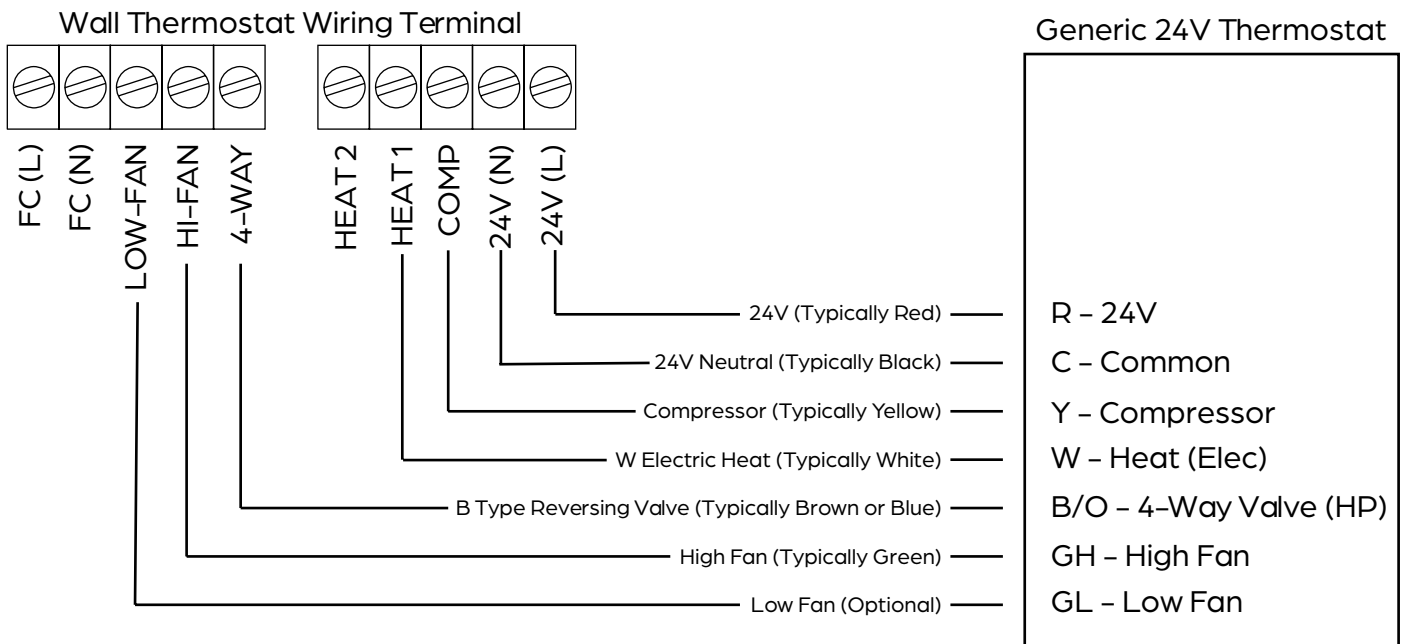 Wall Thermostat Wiring Terminal
Generic 24V Thermostat
FC (L)
FC (N)
LOW-FAN
HI-FAN
4-WAY
HEAT 2
HEAT 1
COMP
24V (N)
24V (L)
24V (Typically Red)
R – 24V
24V Neutral (Typically Black)
C – Common
Compressor (Typically Yellow)
Y – Compressor
W Electric Heat (Typically White)
W – Heat (Elec)
B Type Reversing Valve (Typically Brown or Blue)
B/O – 4-Way Valve (HP)
High Fan (Typically Green)
GH – High Fan
Low Fan (Optional)
GL – Low Fan